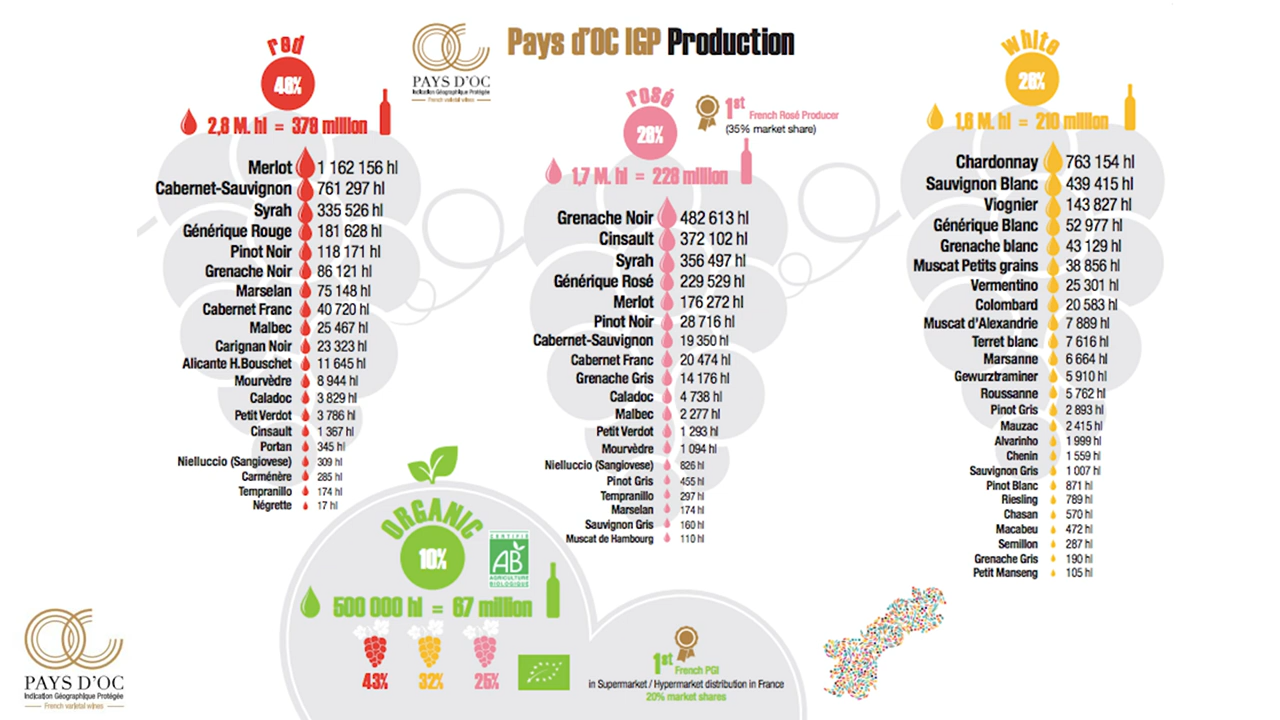 Pays d'OC IGP Production
PAYS D'OC
Indication Géographique Protégée
French varietal wines
red
46%
2,8 M. hl = 378 million
Merlot 1 162 156 hl
Cabernet-Sauvignon 761 297 hl
Syrah 335 526 hl
Générique Rouge 181 628 hl
Pinot Noir 118 171 hl
Grenache Noir 86 121 hl
Marselan 75 148 hl
Cabernet Franc 40 720 hl
Malbec 25 467 hl
Carignan Noir 23 323 hl
Alicante H.Bouschet 11 645 hl
Mourvèdre 8 944 hl
Caladoc 3 829 hl
Petit Verdot 3 786 hl
Cinsault 1 367 hl
Portan 345 hl
Nielluccio (Sangiovese) 309 hl
Carménère 285 hl
Tempranillo 174 hl
Négrette 17 hl
rosé
28%
1st French Rosé Producer
(35% market share)
1,7 M. hl = 228 million
Grenache Noir 482 613 hl
Cinsault 372 102 hl
Syrah 356 497 hl
Générique Rosé 229 529 hl
Merlot 176 272 hl
Pinot Noir 28 716 hl
Cabernet-Sauvignon 19 350 hl
Cabernet Franc 20 474 hl
Grenache Gris 14 176 hl
Caladoc 4 738 hl
Malbec 2 277 hl
Petit Verdot 1 293 hl
Mourvèdre 1 094 hl
Nielluccio (Sangiovese) 826 hl
Pinot Gris 455 hl
Tempranillo 297 hl
Marselan 174 hl
Sauvignon Gris 160 hl
Muscat de Hambourg 110 hl
white
26%
1,6 M. hl = 210 million
Chardonnay 763 154 hl
Sauvignon Blanc 439 415 hl
Viognier 143 827 hl
Générique Blanc 52 977 hl
Grenache blanc 43 129 hl
Muscat Petits grains 38 856 hl
Vermentino 25 301 hl
Colombard 20 583 hl
Muscat d'Alexandrie 7 889 hl
Terret blanc 7 616 hl
Marsanne 6 664 hl
Gewurztraminer 5 910 hl
Roussanne 5 762 hl
Pinot Gris 2 893 hl
Mauzac 2 415 hl
Alvarinho 1 999 hl
Chenin 1 559 hl
Sauvignon Gris 1 007 hl
Pinot Blanc 871 hl
Riesling 789 hl
Chasan 570 hl
Macabeu 472 hl
Semillon 287 hl
Grenache Gris 190 hl
Petit Manseng 105 hl
ORGANIC
10%
CERTIFIÉ
AB
AGRICULTURE
BIOLOGIQUE
500 000 hl = 67 million
43% 32% 25%
1st French PGI
in Supermarket / Hypermarket distribution in France
20% market shares
PAYS D'OC
Indication Géographique Protégée
French varietal wines